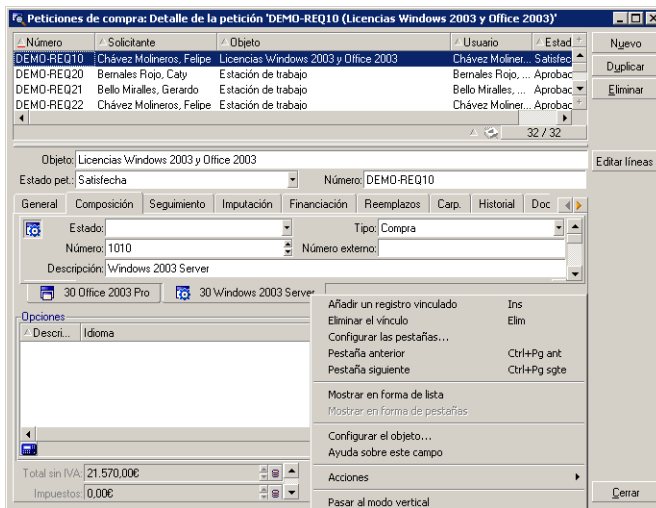 Peticiones de compra: Detalle de la petición 'DEMO-REQ10 (Licencias Windows 2003 y Office 2003)'
Número Solicitante Objeto Usuario Estad
DEMO-REQ10 Chávez Molineros, Felipe Licencias Windows 2003 y Office 2003 Chávez Moliner... Satisfec
DEMO-REQ20 Bernales Rojo, Caty Estación de trabajo Bernales Rojo, ... Aprobac
DEMO-REQ21 Bello Miralles, Gerardo Estación de trabajo Bello Miralles, ... Aprobac
DEMO-REQ22 Chávez Molineros, Felipe Estación de trabajo Chávez Moliner... Aprobac
32 / 32
Nuevo
Duplicar
Eliminar
Editar líneas
Objeto: Licencias Windows 2003 y Office 2003
Estado pet.: Satisfecha Número: DEMO-REQ10
General Composición Seguimiento Imputación Financiación Reemplazos Carp. Historial Doc
Estado: Tipo: Compra
Número: 1010 Número externo:
Descripción: Windows 2003 Server
30 Office 2003 Pro 30 Windows 2003 Server
Opciones
Descri... Idioma
Añadir un registro vinculado Ins
Eliminar el vínculo Elim
Configurar las pestañas...
Pestaña anterior Ctrl+Pg ant
Pestaña siguiente Ctrl+Pg sgte
Mostrar en forma de lista
Mostrar en forma de pestañas
Configurar el objeto...
Ayuda sobre este campo
Acciones
Pasar al modo vertical
Total sin IVA: 21.570,00€
Impuestos: 0,00€
Cerrar